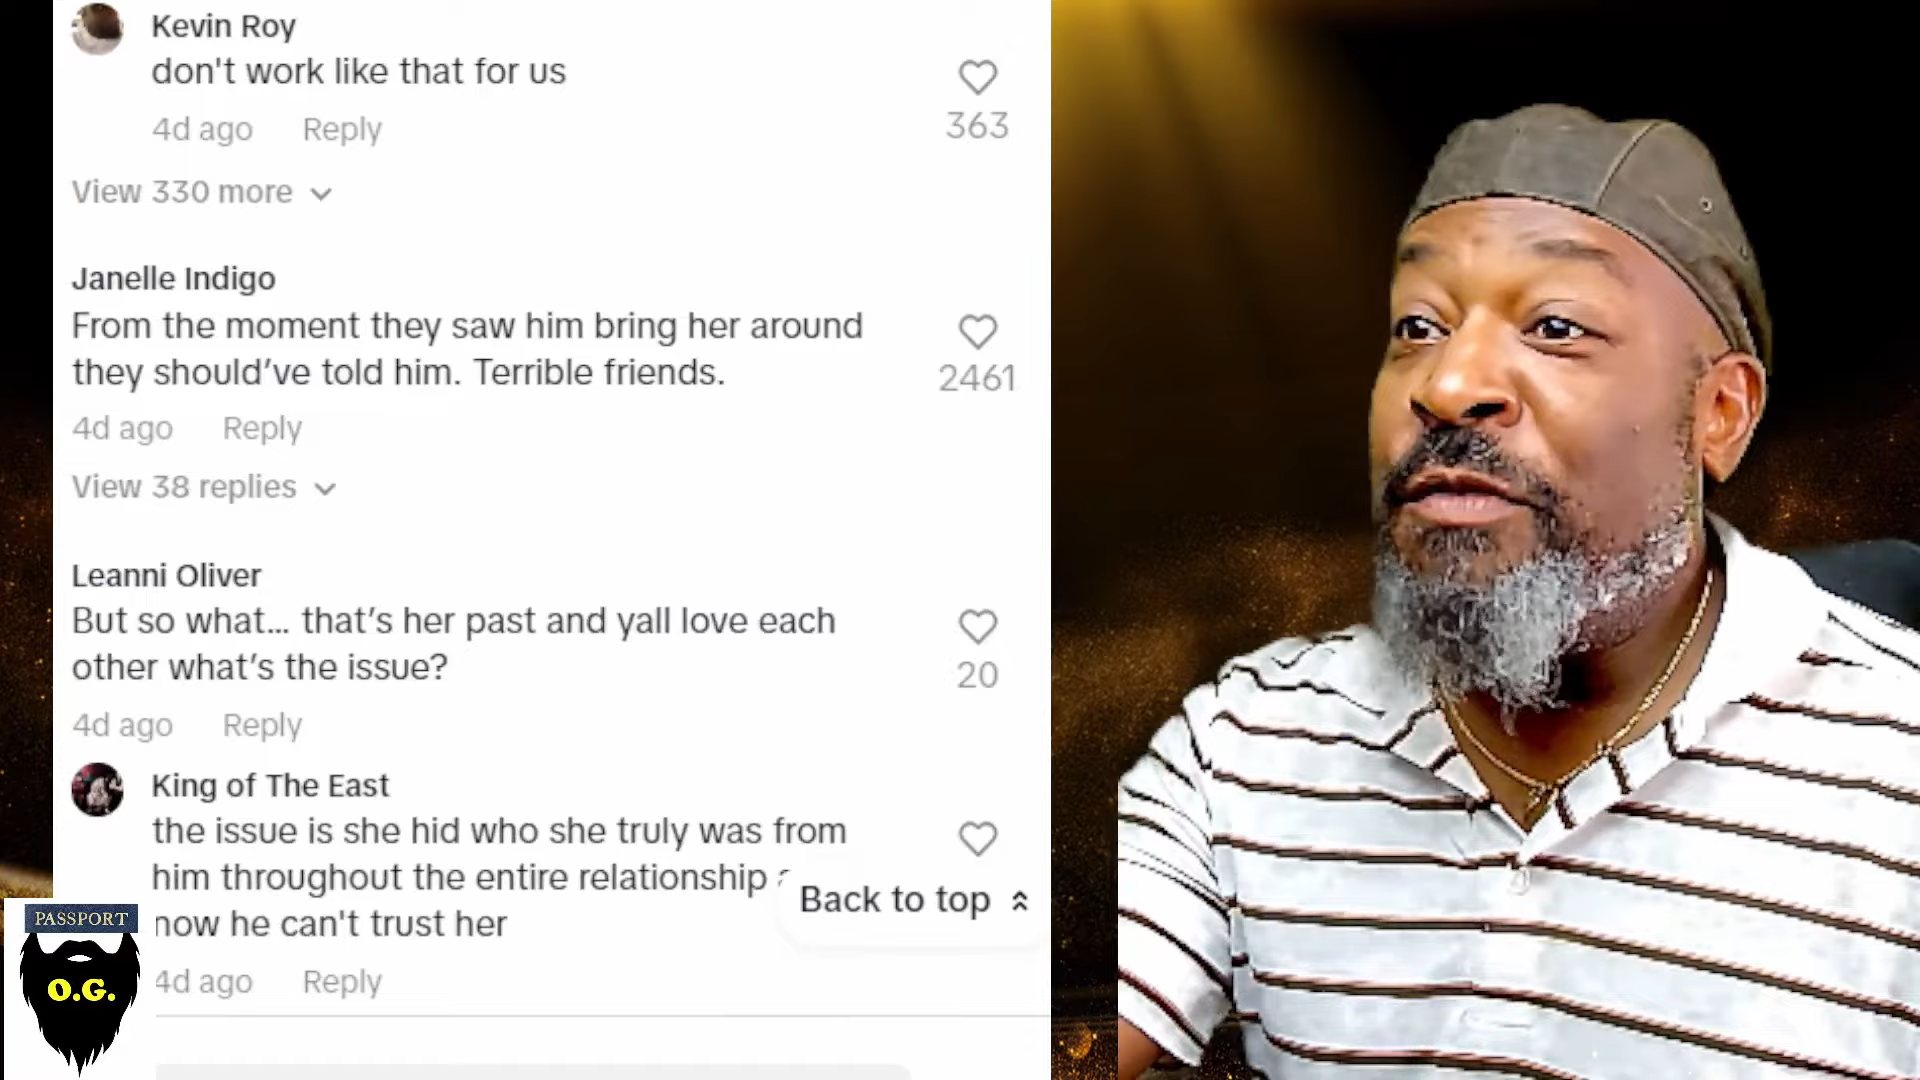 Kevin Roy
don't work like that for us
363
4d ago Reply
View 330 more
Janelle Indigo
From the moment they saw him bring her around
they should've told him. Terrible friends.
2461
4d ago Reply
View 38 replies
Leanni Oliver
But so what... that's her past and yall love each
other what's the issue?
20
4d ago Reply
King of The East
the issue is she hid who she truly was from
him throughout the entire relationship
now he can't trust her
4d ago Reply
Back to top
PASSPORT
O.G.